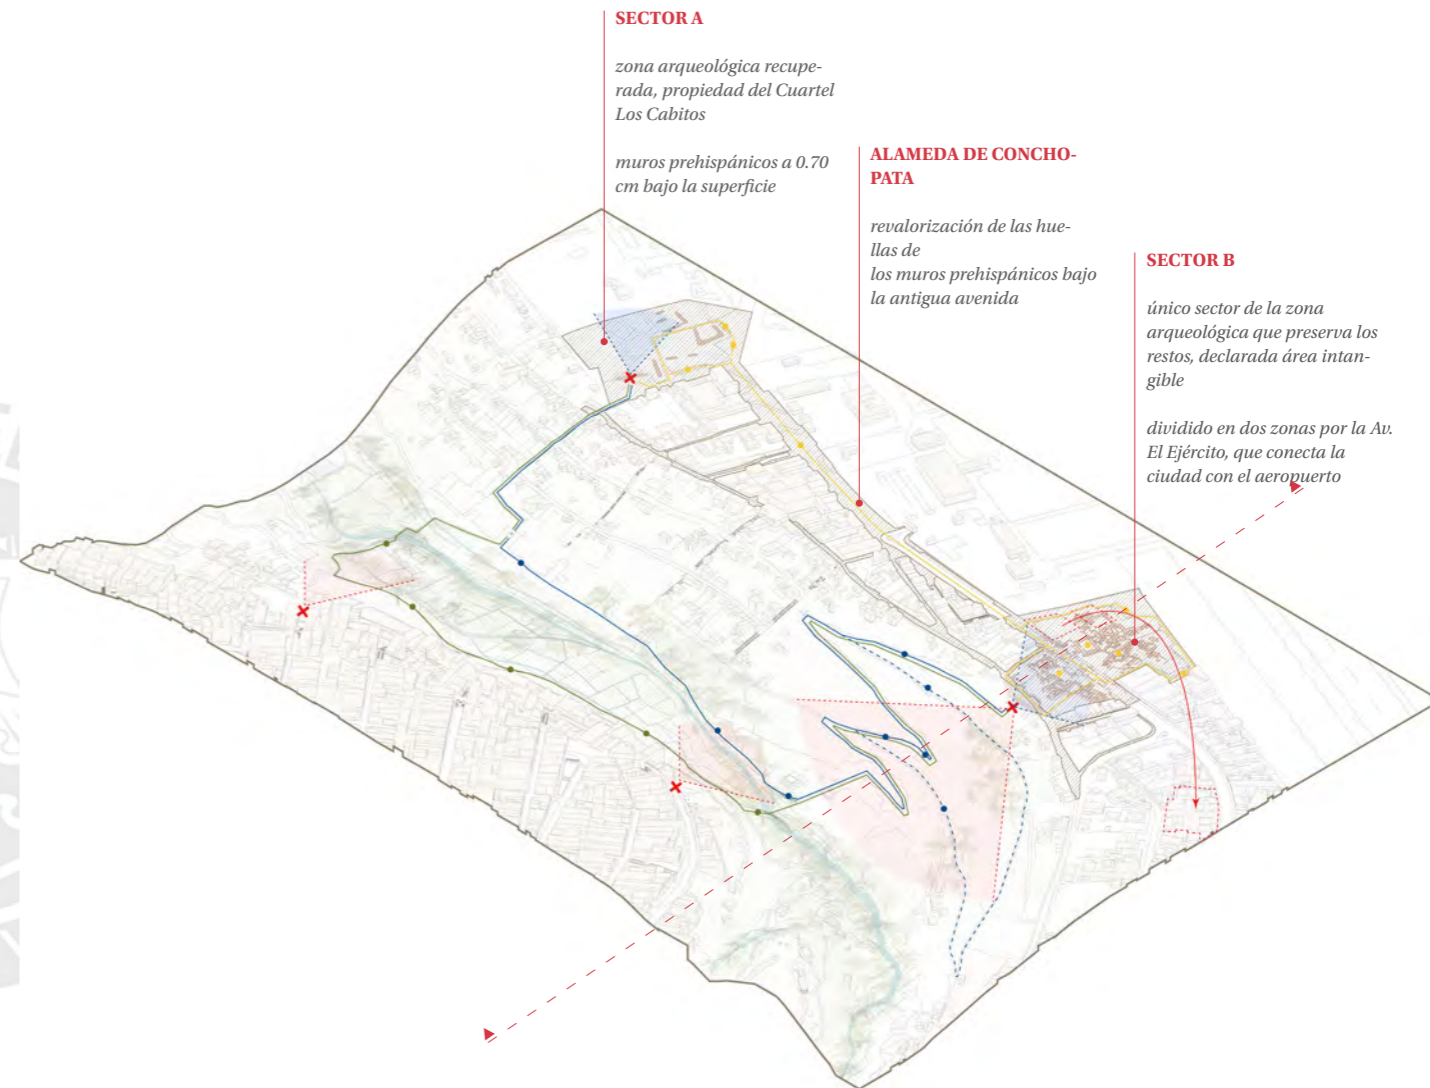 SECTOR A
zona arqueológica recupe-
rada, propiedad del Cuartel
Los Cabitos
muros prehispánicos a 0.70
cm bajo la superficie
ALAMEDA DE CONCHO-
PATA
revalorización de las hue-
llas de
los muros prehispánicos bajo
la antigua avenida
SECTOR B
único sector de la zona
arqueológica que preserva los
restos, declarada área intan-
gible
dividido en dos zonas por la Av.
El Ejército, que conecta la
ciudad con el aeropuerto